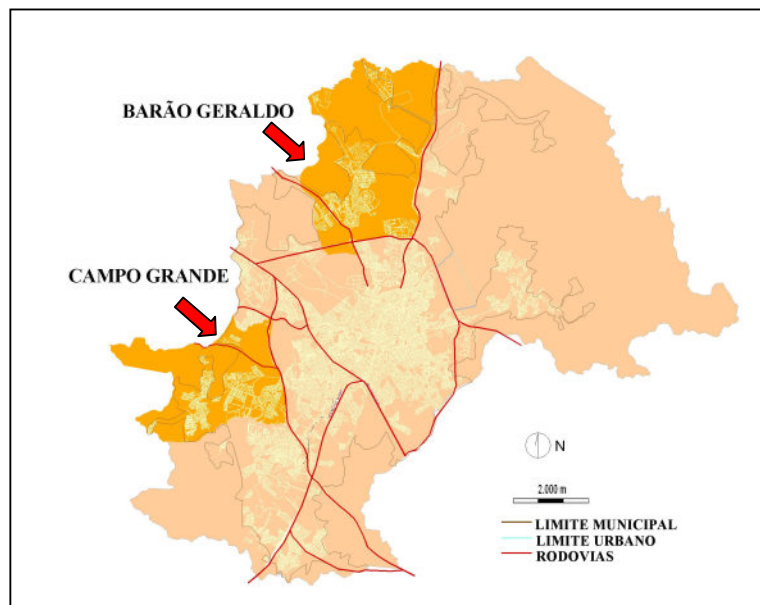 BARÃO GERALDO
CAMPO GRANDE
N
2.000 m
LIMITE MUNICIPAL
LIMITE URBANO
RODOVIAS